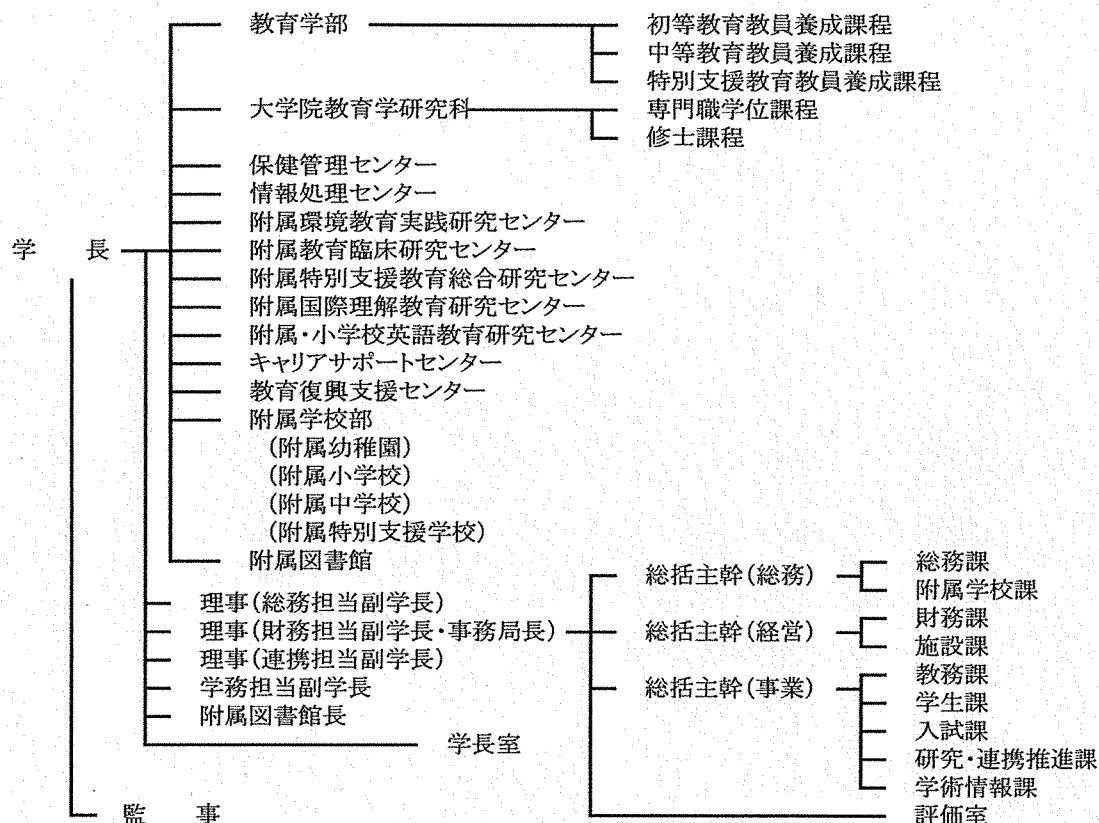 教育学部 初等教育教員養成課程
中等教育教員養成課程
特別支援教育教員養成課程
大学院教育学研究科 専門職学位課程
修士課程
保健管理センター
情報処理センター
附属環境教育実践研究センター
学 長 附属教育臨床研究センター
附属特別支援教育総合研究センター
附属国際理解教育研究センター
附属・小学校英語教育研究センター
キャリアサポートセンター
教育復興支援センター
附属学校部
(附属幼稚園)
(附属小学校)
(附属中学校)
(附属特別支援学校)
附属図書館
総括主幹(総務) 総務課
附属学校課
理事(総務担当副学長)
理事(財務担当副学長・事務局長) 総括主幹(経営) 財務課
施設課
理事(連携担当副学長)
学務担当副学長 総括主幹(事業) 教務課
学生課
附属図書館長 入試課
学長室 研究・連携推進課
学術情報課
監 事 評価室